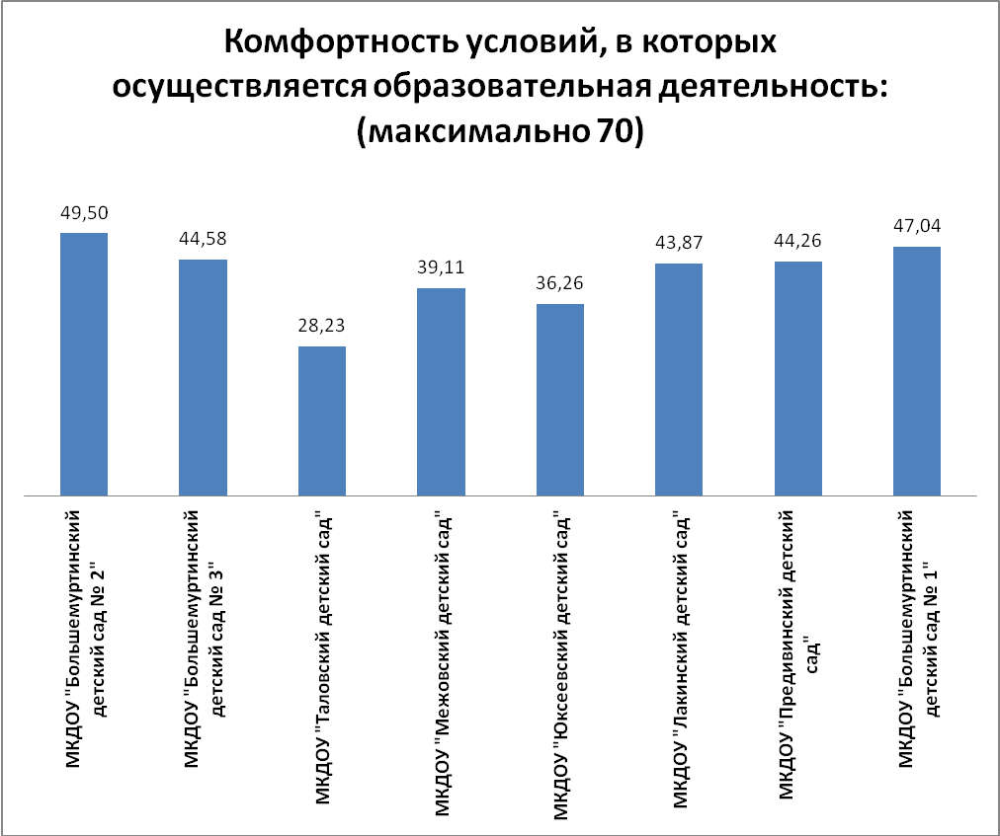 Комфортность условий, в которых
осуществляется образовательная деятельность:
(максимально 70)
49,50
44,58
28,23
39,11
36,26
43,87
44,26
47,04
МКДОУ "Большемуртинский
детский сад № 2"
МКДОУ "Большемуртинский
детский сад № 3"
МКДОУ "Таловский детский сад"
МКДОУ "Межовский детский сад"
МКДОУ "Юксеевский детский сад"
МКДОУ "Лакинский детский сад"
МКДОУ "Предивинский детский
сад"
МКДОУ "Большемуртинский
детский сад № 1"